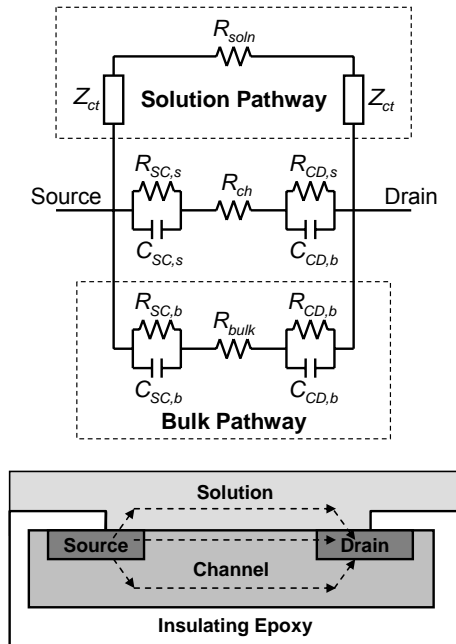 R_soln
Z_ct Solution Pathway Z_ct
R_SC,s R_ch R_CD,s
Source Drain
C_SC,s C_CD,b
R_SC,b R_bulk R_CD,b
C_SC,b C_CD,b
Bulk Pathway
Solution
Source Drain
Channel
Insulating Epoxy